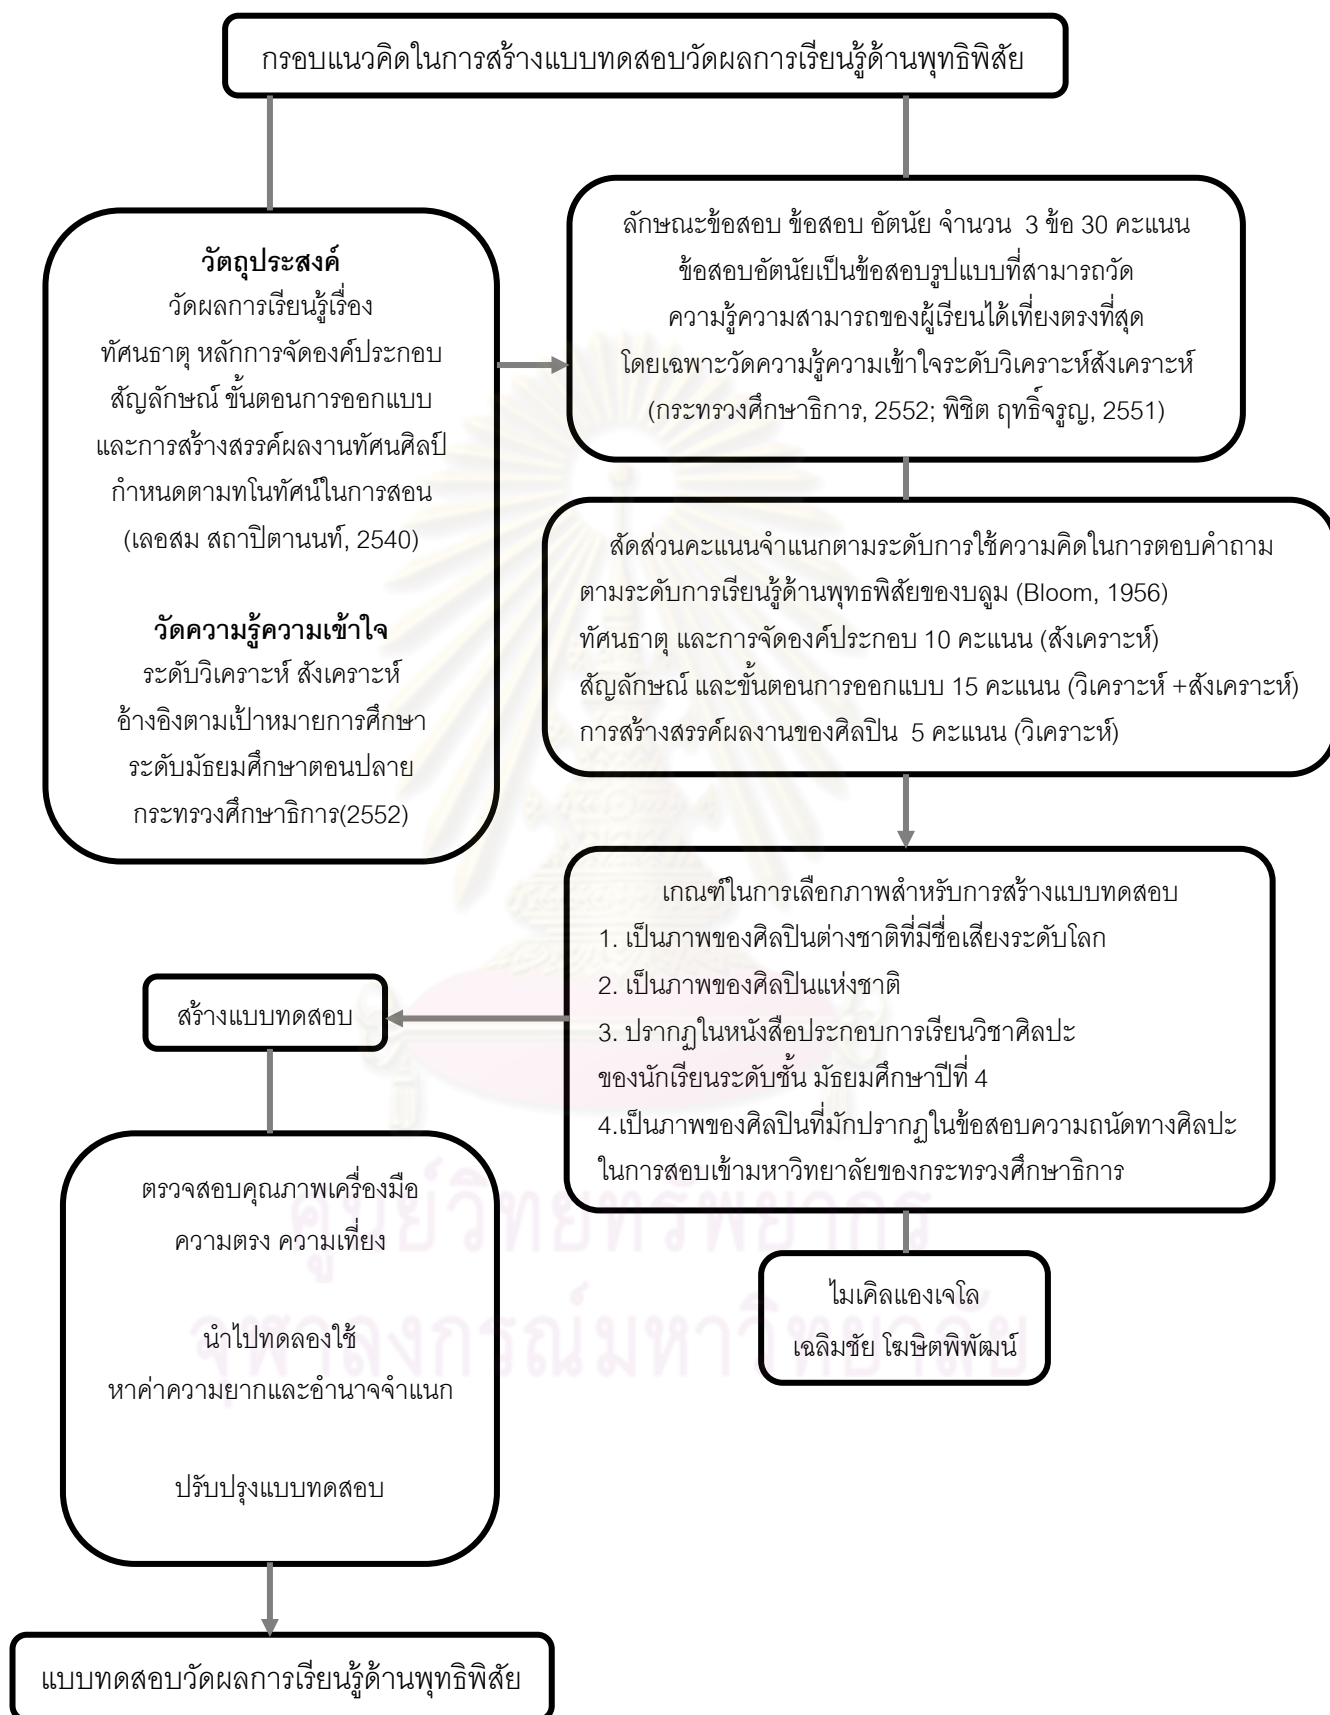 กรอบแนวคิดในการสร้างแบบทดสอบวัดผลการเรียนรู้ด้านพุทธิพิสัย
วัตถุประสงค์
วัดผลการเรียนรู้เรื่อง
ทัศนธาตุ หลักการจัดองค์ประกอบ
สัญลักษณ์ ขั้นตอนการออกแบบ
และการสร้างสรรค์ผลงานทัศนศิลป์
กำหนดตามทโนทัศน์ในการสอน
(เลอสม สถาปิตานนท์, 2540)
วัดความรู้ความเข้าใจ
ระดับวิเคราะห์ สังเคราะห์
อ้างอิงตามเป้าหมายการศึกษา
ระดับมัธยมศึกษาตอนปลาย
กระทรวงศึกษาธิการ(2552)
ลักษณะข้อสอบ ข้อสอบ อัตนัย จำนวน 3 ข้อ 30 คะแนน
ข้อสอบอัตนัยเป็นข้อสอบรูปแบบที่สามารถวัด
ความรู้ความสามารถของผู้เรียนได้เที่ยงตรงที่สุด
โดยเฉพาะวัดความรู้ความเข้าใจระดับวิเคราะห์สังเคราะห์
(กระทรวงศึกษาธิการ, 2552; พิชิต ฤทธิ์จรูญ, 2551)
สัดส่วนคะแนนจำแนกตามระดับการใช้ความคิดในการตอบคำถาม
ตามระดับการเรียนรู้ด้านพุทธพิสัยของบลูม (Bloom, 1956)
ทัศนธาตุ และการจัดองค์ประกอบ 10 คะแนน (สังเคราะห์)
สัญลักษณ์ และขั้นตอนการออกแบบ 15 คะแนน (วิเคราะห์ +สังเคราะห์)
การสร้างสรรค์ผลงานของศิลปิน 5 คะแนน (วิเคราะห์)
เกณฑ์ในการเลือกภาพสำหรับการสร้างแบบทดสอบ
1. เป็นภาพของศิลปินต่างชาติที่มีชื่อเสียงระดับโลก
2. เป็นภาพของศิลปินแห่งชาติ
3. ปรากฏในหนังสือประกอบการเรียนวิชาศิลปะ
ของนักเรียนระดับชั้น มัธยมศึกษาปีที่ 4
4.เป็นภาพของศิลปินที่มักปรากฏในข้อสอบความถนัดทางศิลปะ
ในการสอบเข้ามหาวิทยาลัยของกระทรวงศึกษาธิการ
ไมเคิลแองเจโล
เฉลิมชัย โฆษิตพิพัฒน์
สร้างแบบทดสอบ
ตรวจสอบคุณภาพเครื่องมือ
ความตรง ความเที่ยง
นำไปทดลองใช้
หาค่าความยากและอำนาจจำแนก
ปรับปรุงแบบทดสอบ
แบบทดสอบวัดผลการเรียนรู้ด้านพุทธิพิสัย
ศูนย์วิทยทรัพยากร
จุฬาลงกรณ์มหาวิทยาลัย